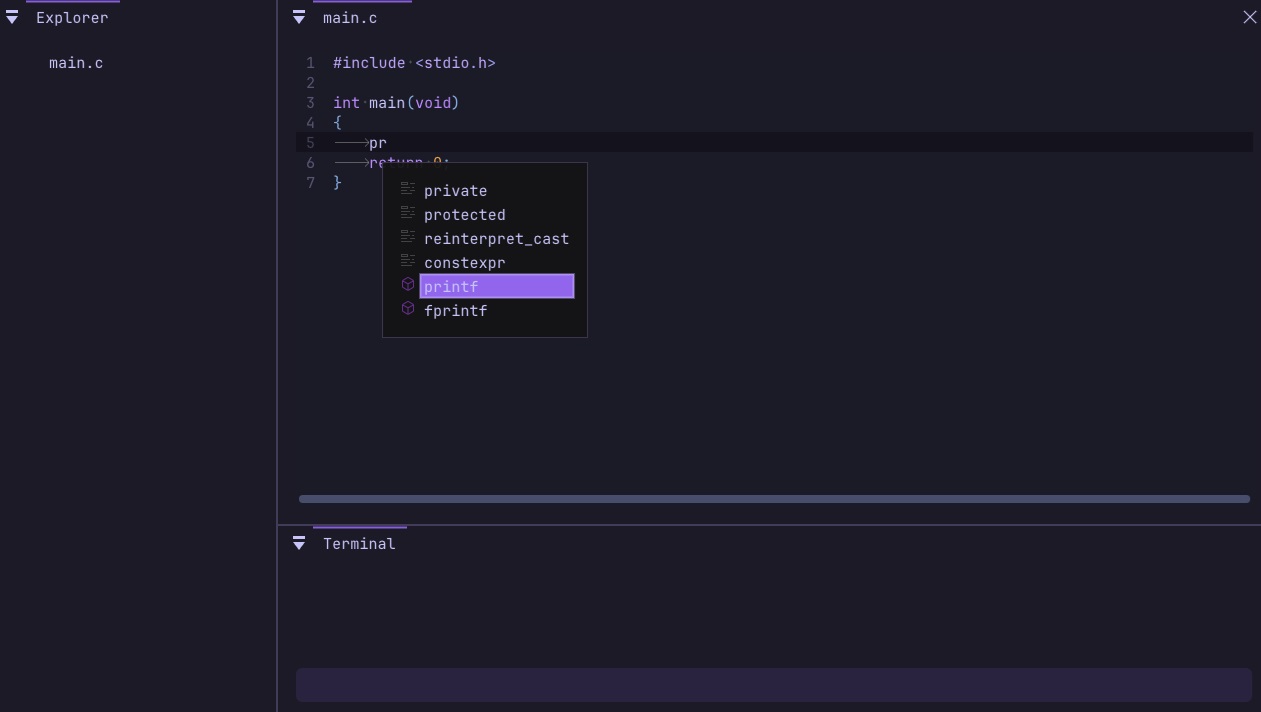 Explorer
main.c
main.c
1 #include <stdio.h>
2
3 int main(void)
4 {
5 pr
6 return 0;
7 }
private
protected
reinterpret_cast
constexpr
printf
fprintf
Terminal